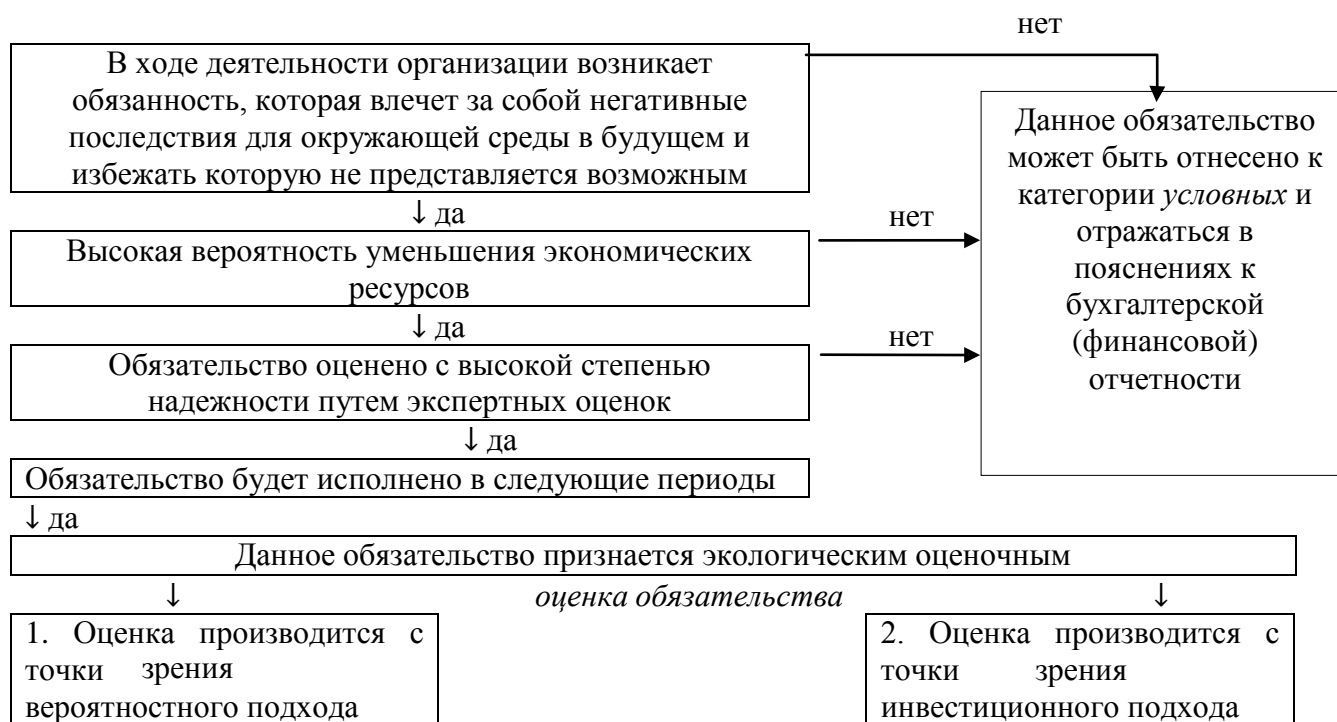 нет
В ходе деятельности организации возникает
обязанность, которая влечет за собой негативные
последствия для окружающей среды в будущем и
избежать которую не представляется возможным
↓ да
Высокая вероятность уменьшения экономических
ресурсов
↓ да
Обязательство оценено с высокой степенью
надежности путем экспертных оценок
↓ да
Обязательство будет исполнено в следующие периоды
↓ да
нет
нет
Данное обязательство
может быть отнесено к
категории условных и
отражаться в
пояснениях к
бухгалтерской
(финансовой)
отчетности
Данное обязательство признается экологическим оценочным
↓ оценка обязательства ↓
1. Оценка производится с
точки зрения
вероятностного подхода
2. Оценка производится с
точки зрения
инвестиционного подхода